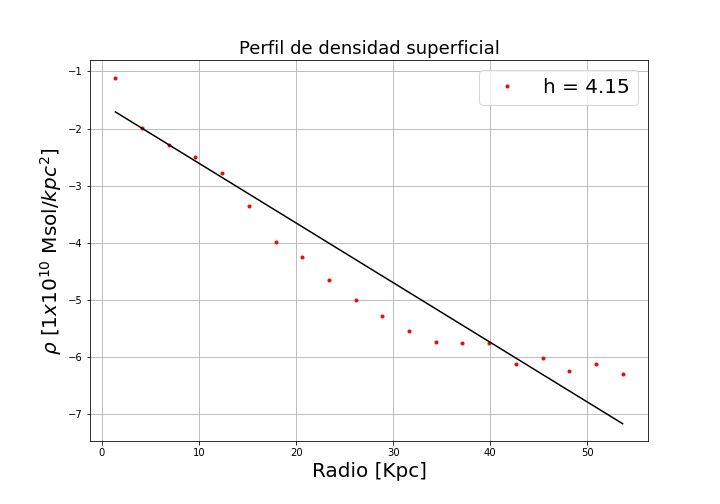 Perfil de densidad superficial
h = 4.15
ρ [1x10¹⁰ Msol/kpc²]
−1
−2
−3
−4
−5
−6
−7
0 10 20 30 40 50
Radio [Kpc]